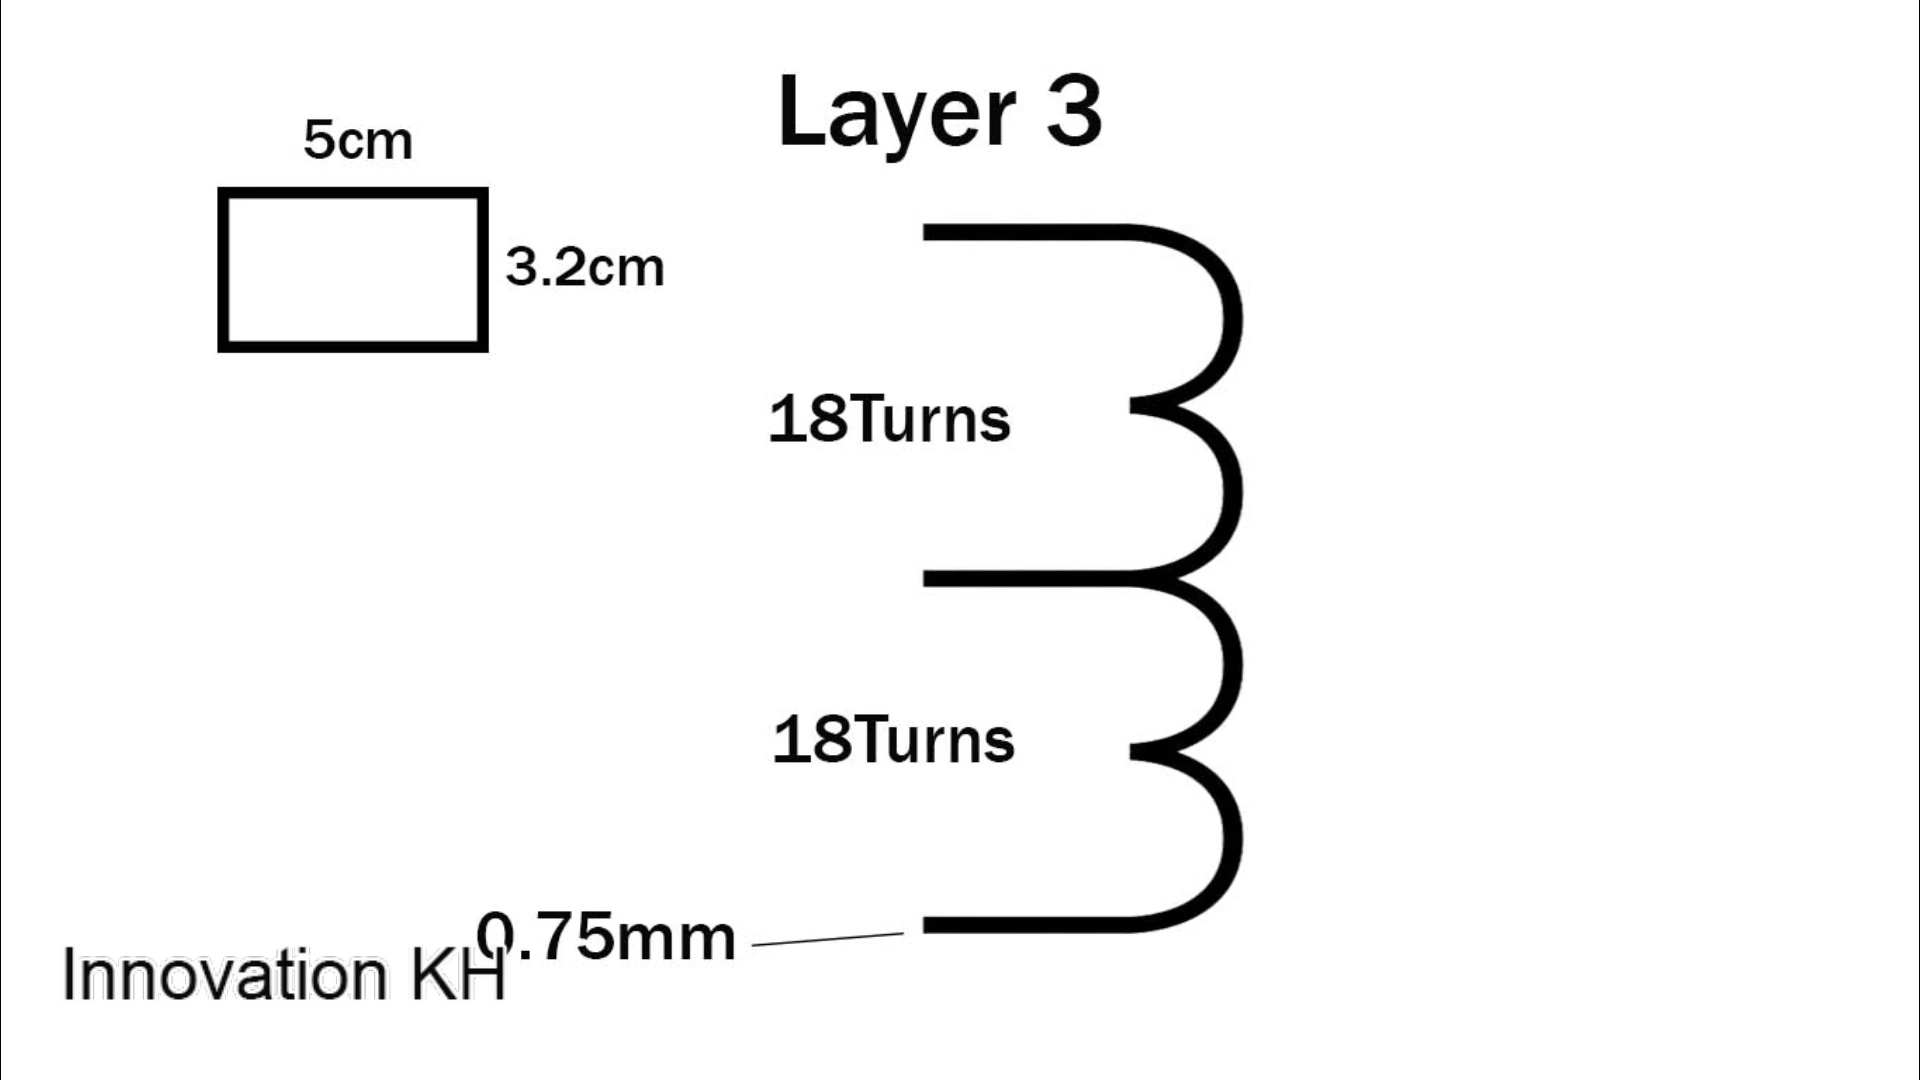 Layer 3
5cm
3.2cm
18Turns
18Turns
0.75mm
Innovation KH